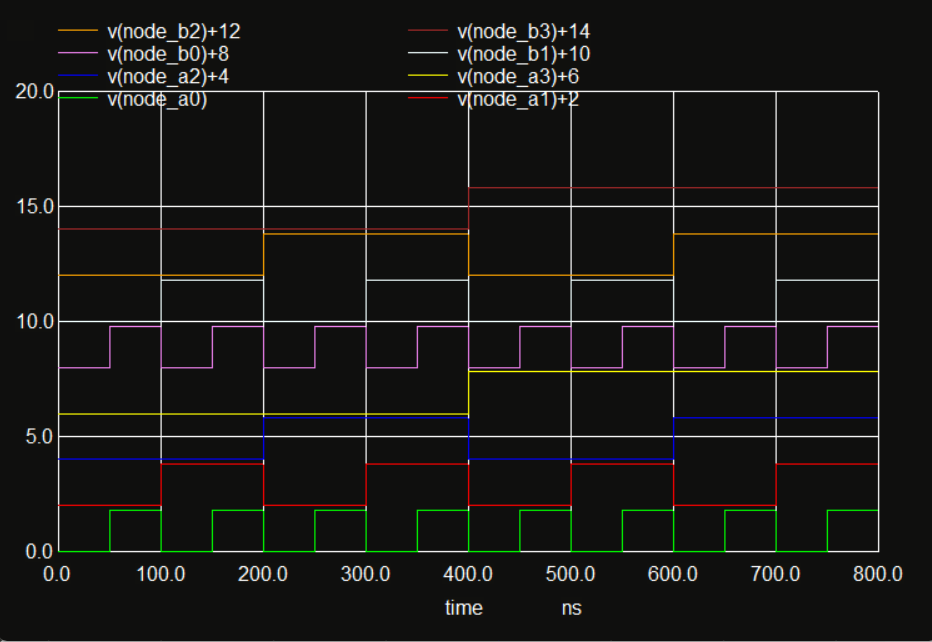 v(node_b2)+12 v(node_b3)+14
v(node_b0)+8 v(node_b1)+10
v(node_a2)+4 v(node_a3)+6
v(node_a0) v(node_a1)+2
20.0
15.0
10.0
5.0
0.0
0.0 100.0 200.0 300.0 400.0 500.0 600.0 700.0 800.0
time ns